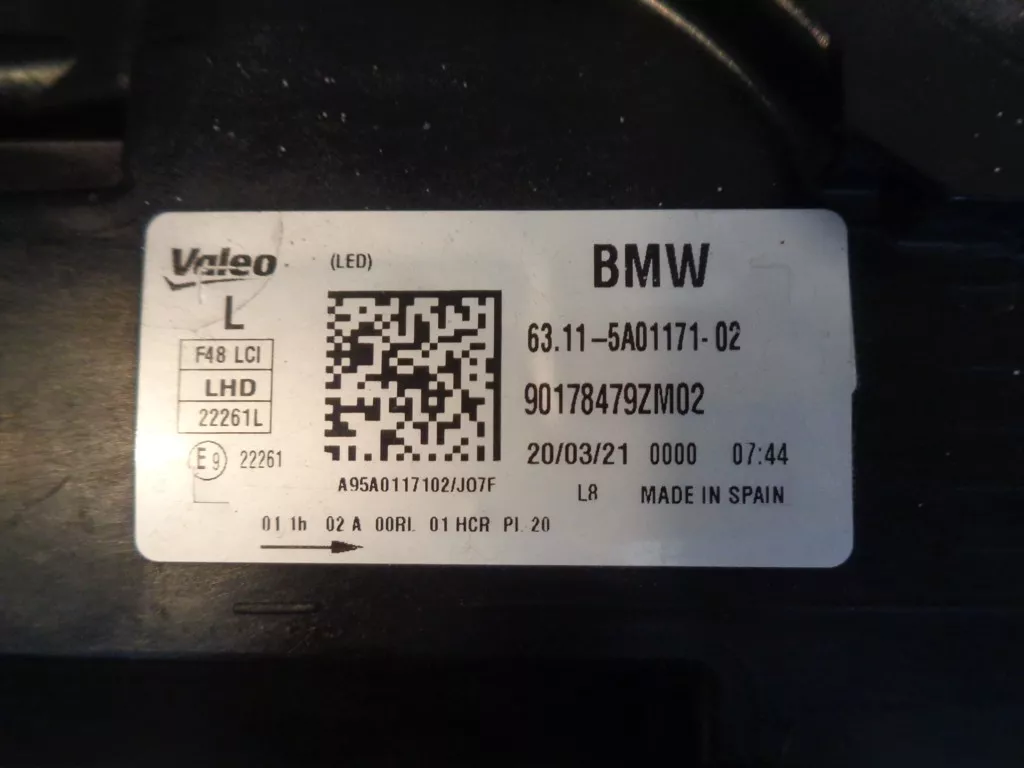 Valeo (LED) BMW
L
63.11-5A01171-02
F48 LCI
LHD
90178479ZM02
22261L
E9 22261
20/03/21 0000 07:44
A95A0117102/J07F
L8 MADE IN SPAIN
01 1h 02 A 00RL 01 HCR PL 20